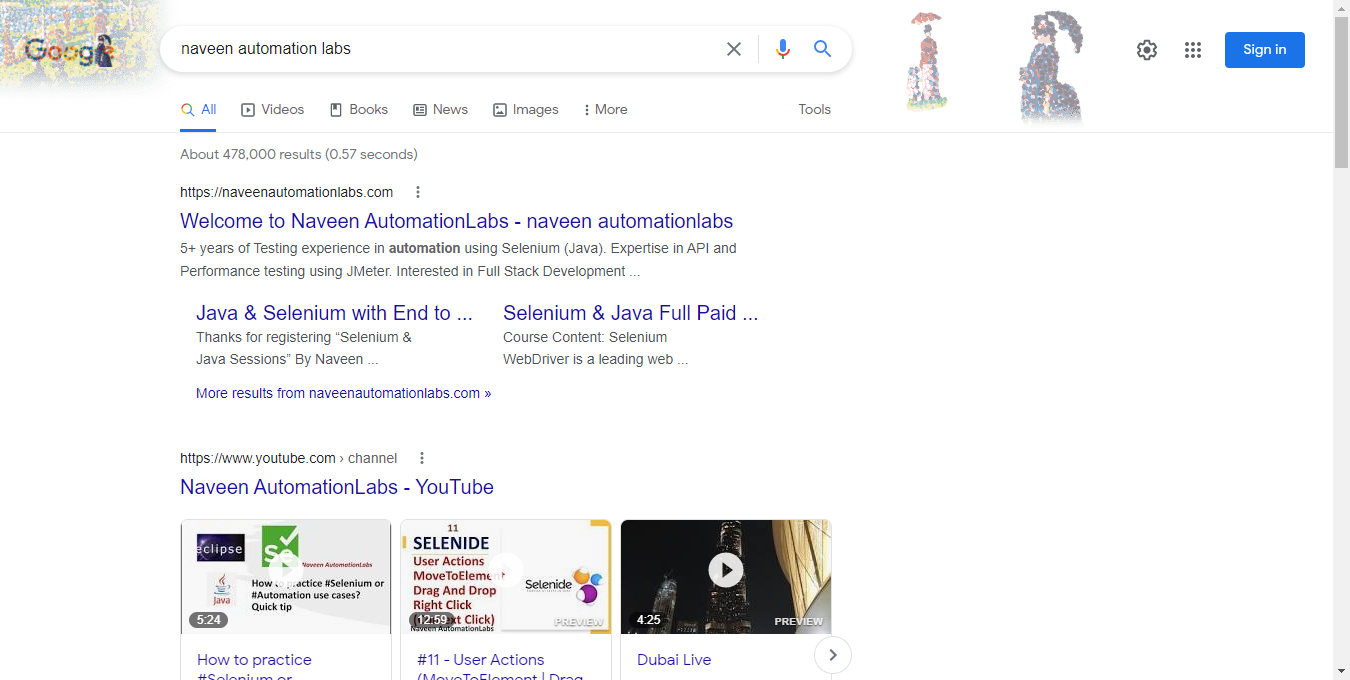 Google
naveen automation labs
Sign in
All
Videos
Books
News
Images
More
Tools
About 478,000 results (0.57 seconds)
https://naveenautomationlabs.com
Welcome to Naveen AutomationLabs - naveen automationlabs
5+ years of Testing experience in automation using Selenium (Java). Expertise in API and
Performance testing using JMeter. Interested in Full Stack Development ...
Java & Selenium with End to ...
Thanks for registering “Selenium &
Java Sessions” By Naveen ...
Selenium & Java Full Paid ...
Course Content: Selenium
WebDriver is a leading web ...
More results from naveenautomationlabs.com »
https://www.youtube.com › channel
Naveen AutomationLabs - YouTube
eclipse
Se
Naveen AutomationLabs
Java
How to practice #Selenium or
#Automation use cases?
Quick tip
5:24
How to practice
#Selenium or
11
SELENIDE
User Actions
MoveToElement
Drag And Drop
Right Click
Click)
Naveen AutomationLabs
Selenide
12:59
PREVIEW
#11 - User Actions
(MoveToElement | Drag
4:25
PREVIEW
Dubai Live